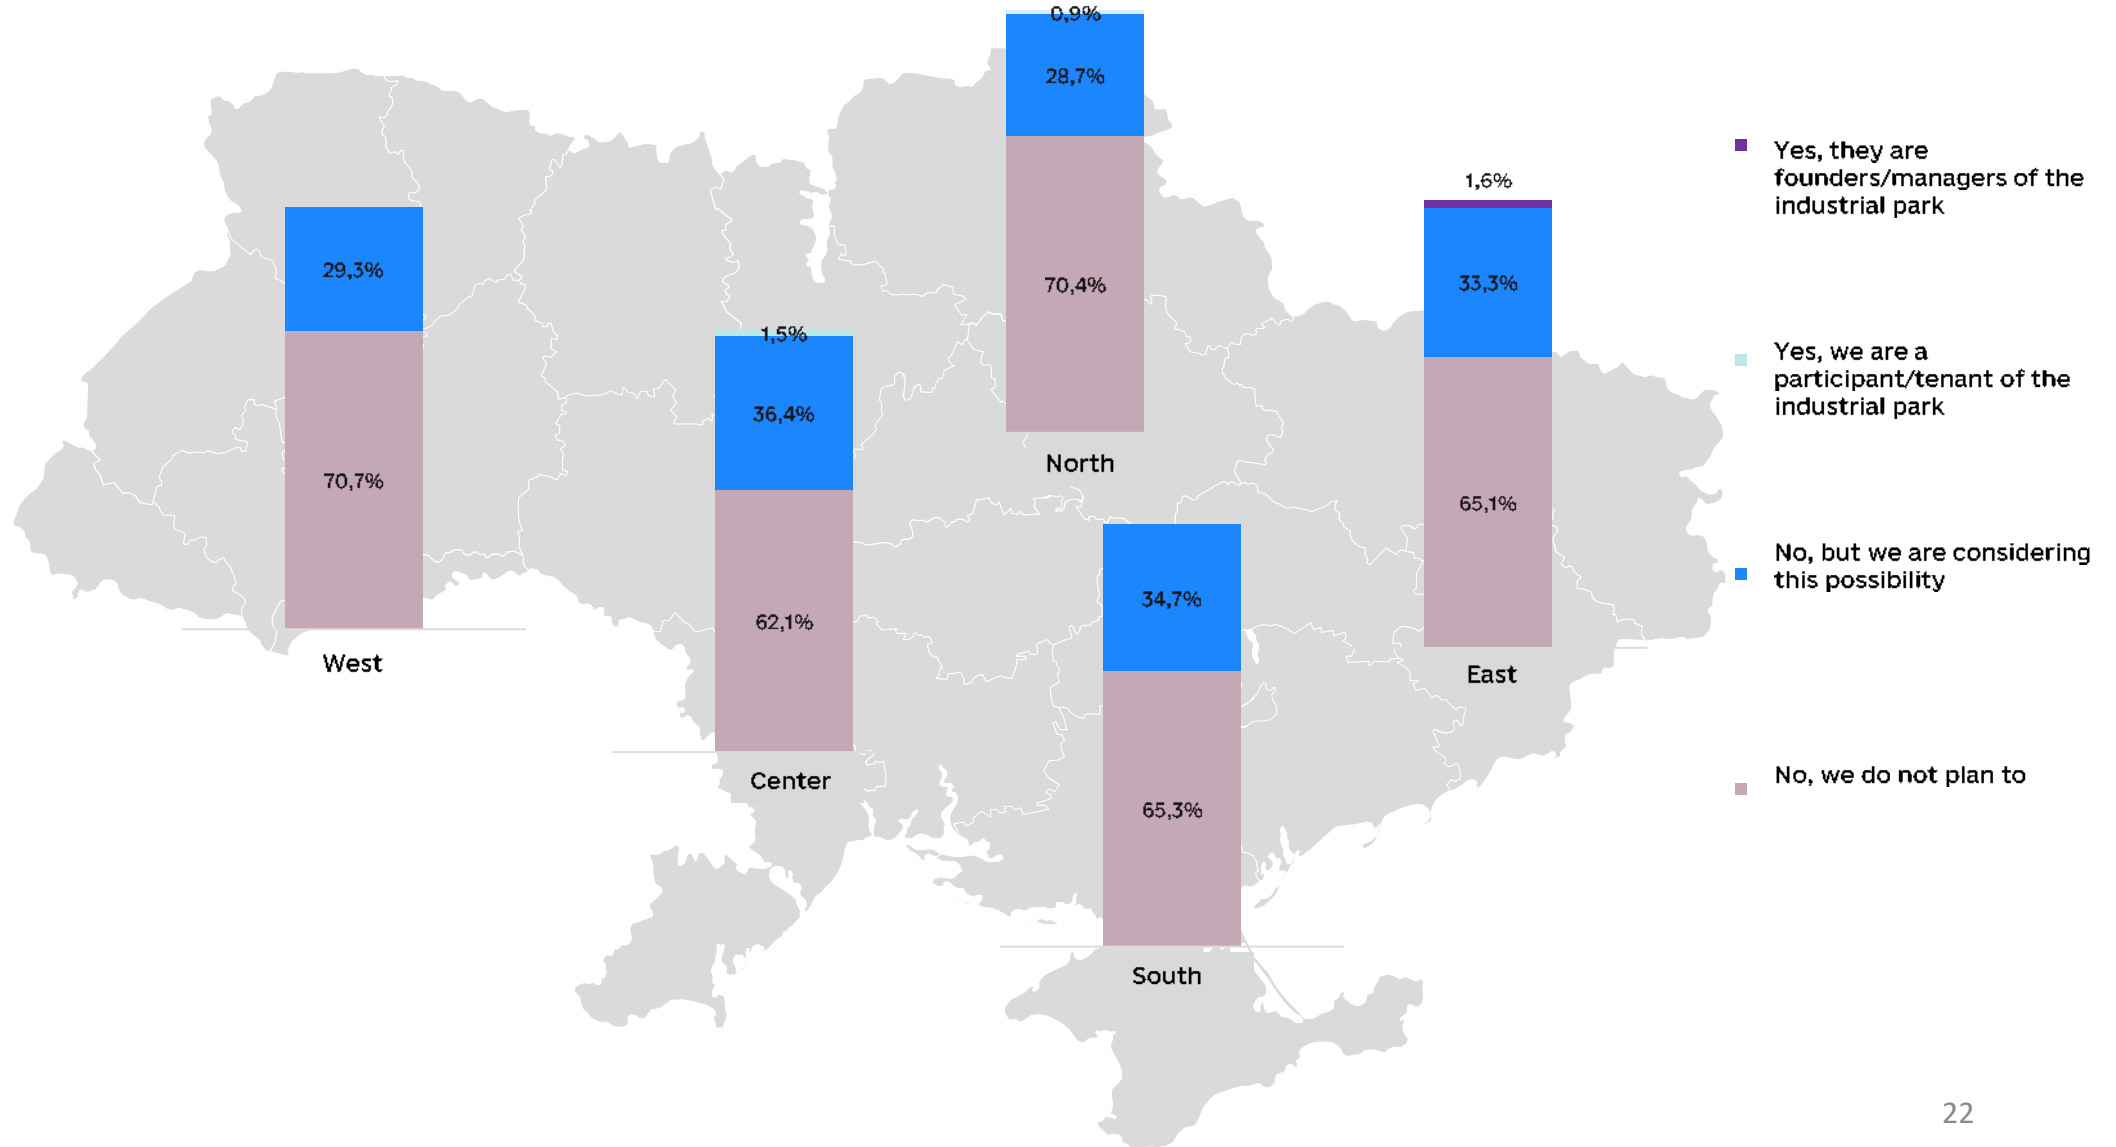 0,9%
28,7%
70,4%
North
29,3%
70,7%
West
1,5%
36,4%
62,1%
Center
34,7%
65,3%
South
1,6%
33,3%
65,1%
East
Yes, they are
founders/managers of the
industrial park
Yes, we are a
participant/tenant of the
industrial park
No, but we are considering
this possibility
No, we do not plan to
22